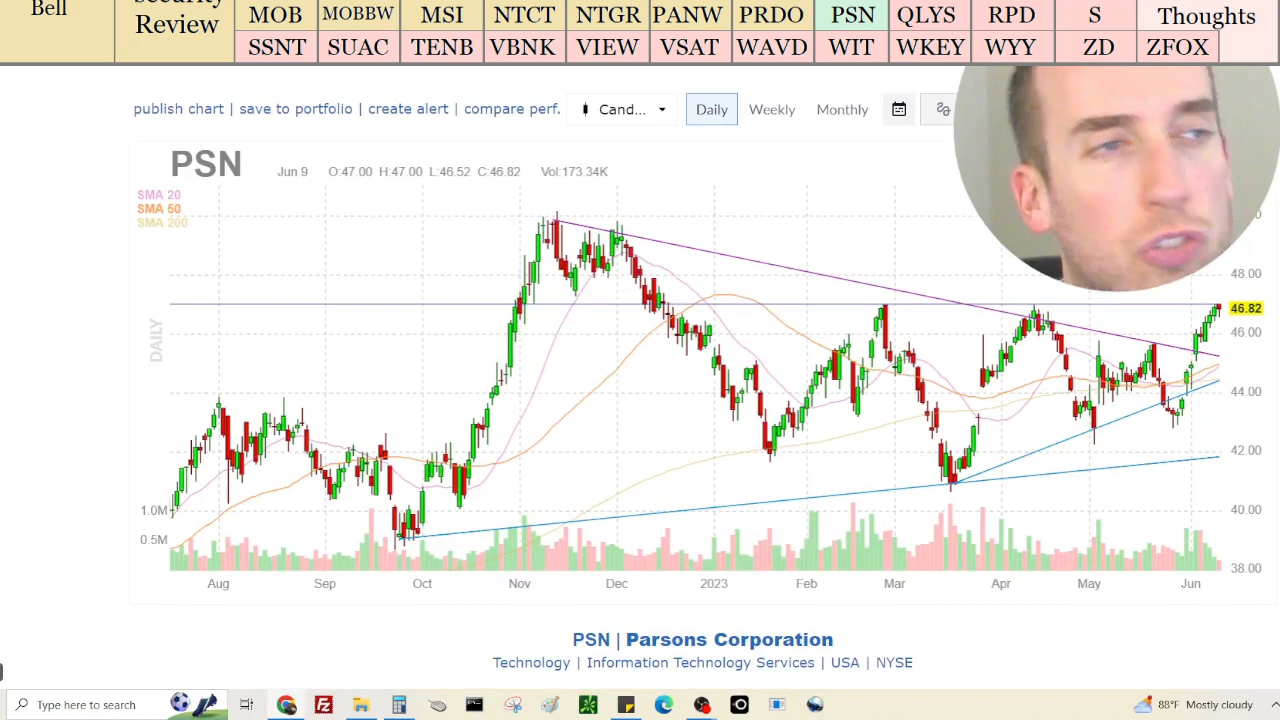 Bell
Security
Review
MOB MOBBW MSI NTCT NTGR PANW PRDO PSN QLYS RPD S Thoughts
SSNT SUAC TENB VBNK VIEW VSAT WAVD WIT WKEY WYY ZD ZFOX
publish chart | save to portfolio | create alert | compare perf. Cand... Daily Weekly Monthly
PSN Jun 9 O:47.00 H:47.00 L:46.52 C:46.82 Vol:173.34K
SMA 20
SMA 50
SMA 200
48.00
46.82
46.00
44.00
42.00
1.0M 40.00
0.5M
38.00
DAILY
Aug Sep Oct Nov Dec 2023 Feb Mar Apr May Jun
PSN | Parsons Corporation
Technology | Information Technology Services | USA | NYSE
Type here to search 88°F Mostly cloudy